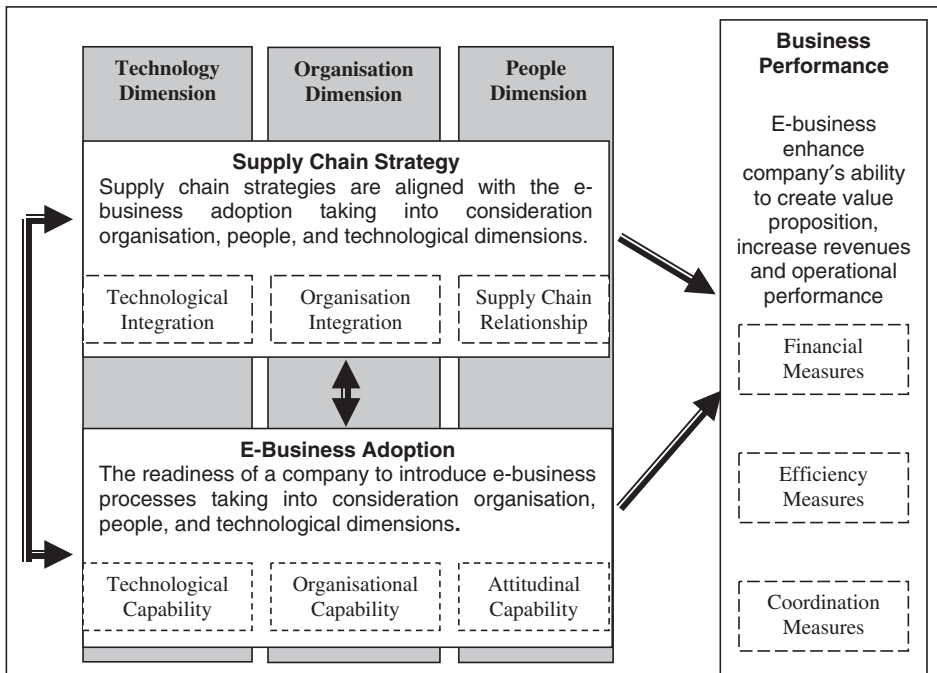 Technology
Dimension
Organisation
Dimension
People
Dimension
Supply Chain Strategy
Supply chain strategies are aligned with the e-
business adoption taking into consideration
organisation, people, and technological dimensions.
Technological
Integration
Organisation
Integration
Supply Chain
Relationship
E-Business Adoption
The readiness of a company to introduce e-business
processes taking into consideration organisation,
people, and technological dimensions.
Technological
Capability
Organisational
Capability
Attitudinal
Capability
Business
Performance
E-business
enhance
company′s ability
to create value
proposition,
increase revenues
and operational
performance
Financial
Measures
Efficiency
Measures
Coordination
Measures